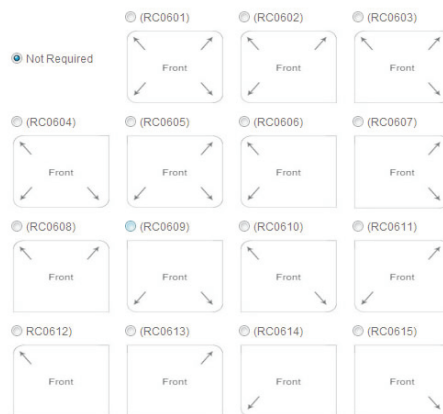 (RC0601) (RC0602) (RC0603)
Not Required Front Front Front
(RC0604) (RC0605) (RC0606) (RC0607)
Front Front Front Front
(RC0608) (RC0609) (RC0610) (RC0611)
Front Front Front Front
RC0612) (RC0613) (RC0614) (RC0615)
Front Front Front Front